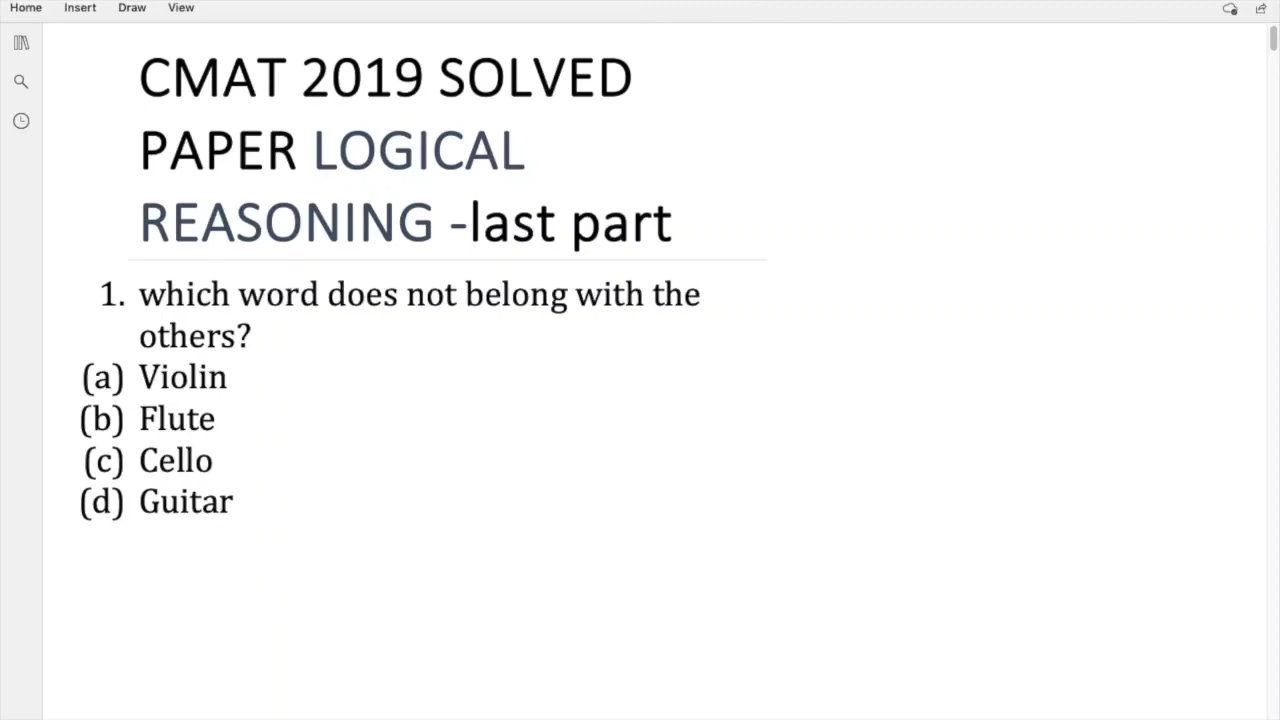 Home Insert Draw View
CMAT 2019 SOLVED
PAPER LOGICAL
REASONING -last part
1. which word does not belong with the
others?
(a) Violin
(b) Flute
(c) Cello
(d) Guitar